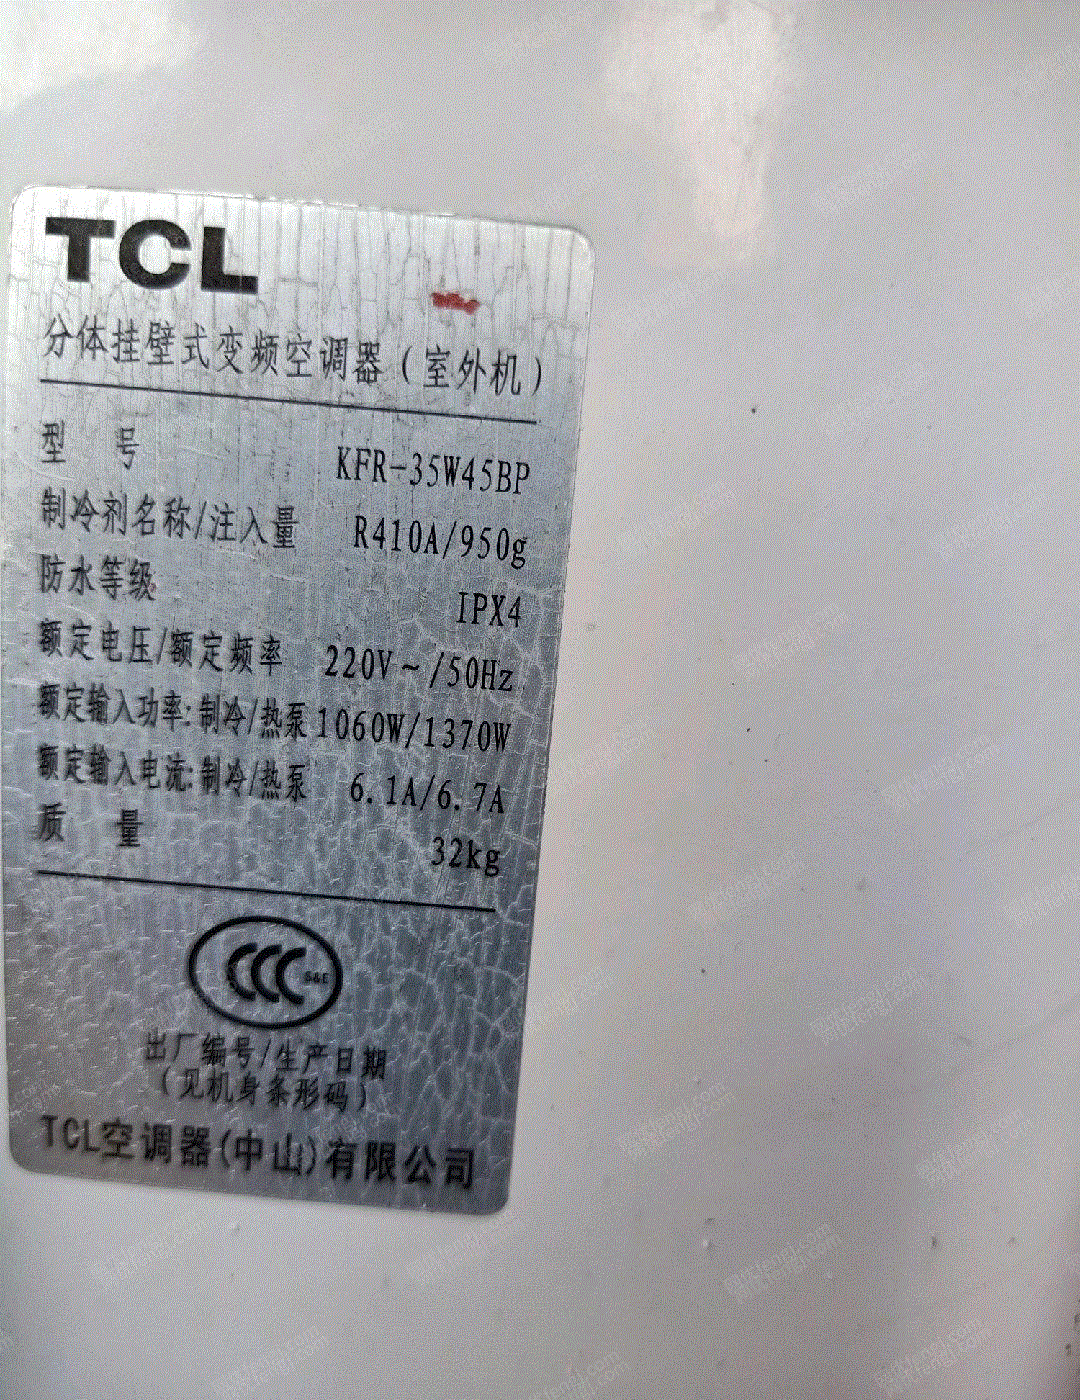 TCL
分体挂壁式变频空调器（室外机）
型 号 KFR-35W45BP
制冷剂名称/注入量 R410A/950g
防水等级 IPX4
额定电压/额定频率 220V～/50Hz
额定输入功率:制冷/热泵 1060W/1370W
额定输入电流:制冷/热泵 6.1A/6.7A
质 量 32kg
CCC S&E
出厂编号/生产日期
（见机身条形码）
TCL空调器(中山)有限公司